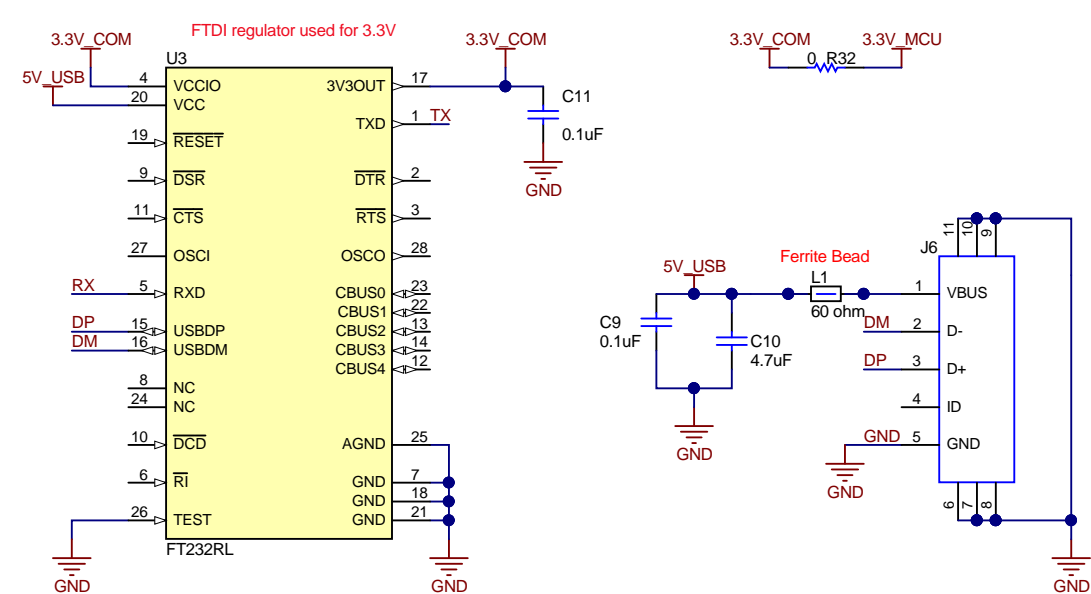 FTDI regulator used for 3.3V
3.3V_COM
3.3V_COM
3.3V_COM
3.3V_MCU
U3
0 R32
5V_USB
4 VCCIO
3V3OUT 17
20 VCC
C11
0.1uF
TXD 1 TX
19 RESET
GND
9 DSR
DTR 2
11 CTS
RTS 3
27 OSCI
OSCO 28
RX 5 RXD
CBUS0 23
CBUS1 22
DP 15 USBDP
CBUS2 13
DM 16 USBDM
CBUS3 14
CBUS4 12
8 NC
24 NC
10 DCD
AGND 25
6 RI
GND 7
GND 18
26 TEST
GND 21
FT232RL
GND
GND
5V_USB
Ferrite Bead
L1
60 ohm
C9
0.1uF
C10
4.7uF
GND
J6
11
10
9
1 VBUS
DM 2 D-
DP 3 D+
4 ID
GND 5 GND
GND
6
7
8
GND